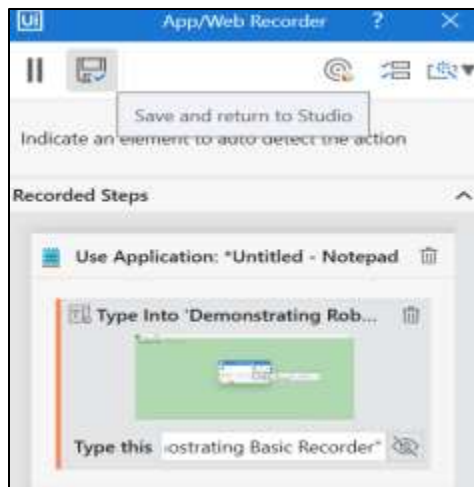 Ui App/Web Recorder ? ×
Save and return to Studio
Indicate an element to auto detect the action
Recorded Steps
Use Application: *Untitled - Notepad
Type Into 'Demonstrating Rob...
Type this ostrating Basic Recorder"